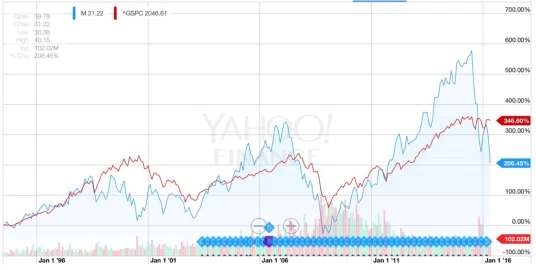 M 31.22 ^GSPC 2046.61
Open 39.78
Close 31.22
Low 30.36
High 40.15
Vol 102.02M
% Chg 206.45%
700.00%
600.00%
500.00%
400.00%
346.60%
300.00%
206.45%
100.00%
0.00%
102.02M
-100.00%
YAHOO!
FINANCE
Jan 1 '96
Jan 1 '01
Jan 1 '06
Jan 1 '11
Jan 1 '16